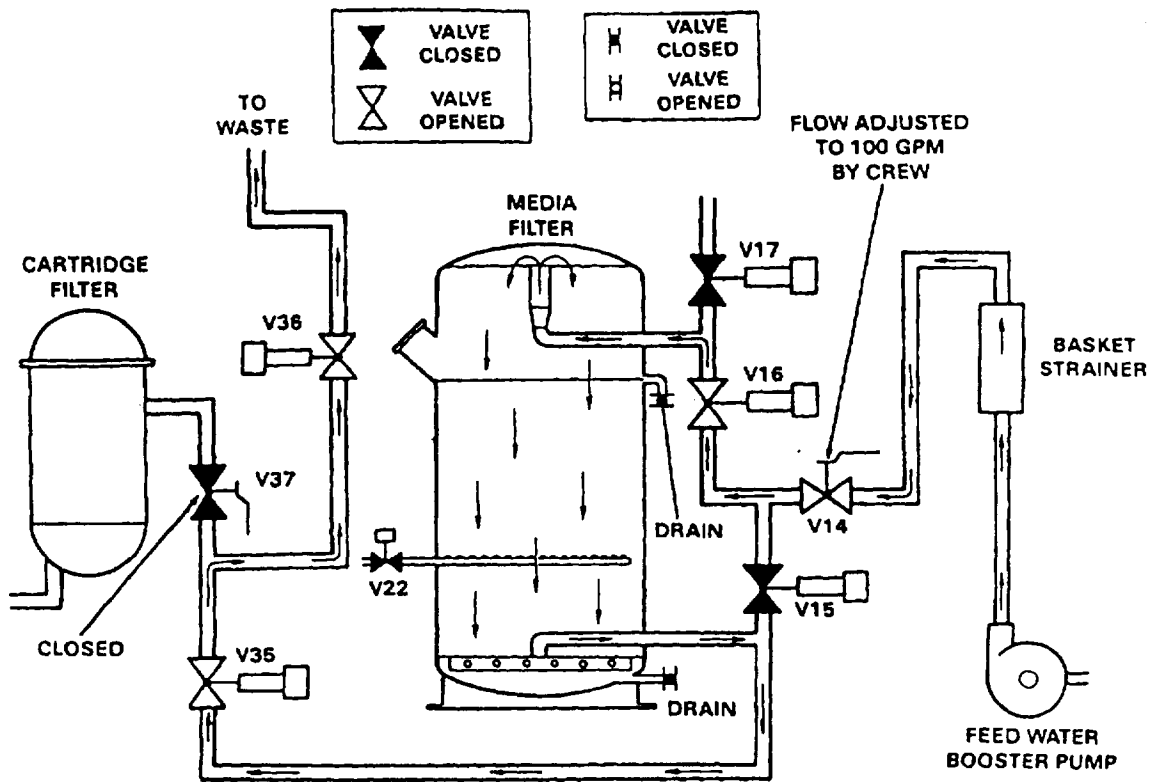 VALVE
CLOSED
VALVE
OPENED
VALVE
CLOSED
VALVE
OPENED
TO
WASTE
FLOW ADJUSTED
TO 100 GPM
BY CREW
MEDIA
FILTER
CARTRIDGE
FILTER
V17
V36
BASKET
STRAINER
V16
V37
DRAIN
V14
V22
V15
CLOSED
V35
DRAIN
FEED WATER
BOOSTER PUMP